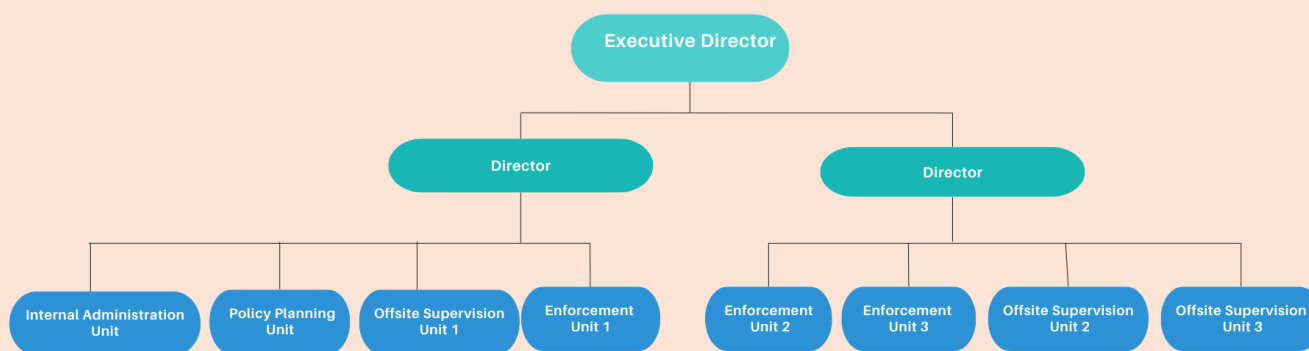 Executive Director
Director
Director
Internal Administration
Unit
Policy Planning
Unit
Offsite Supervision
Unit 1
Enforcement
Unit 1
Enforcement
Unit 2
Enforcement
Unit 3
Offsite Supervision
Unit 2
Offsite Supervision
Unit 3